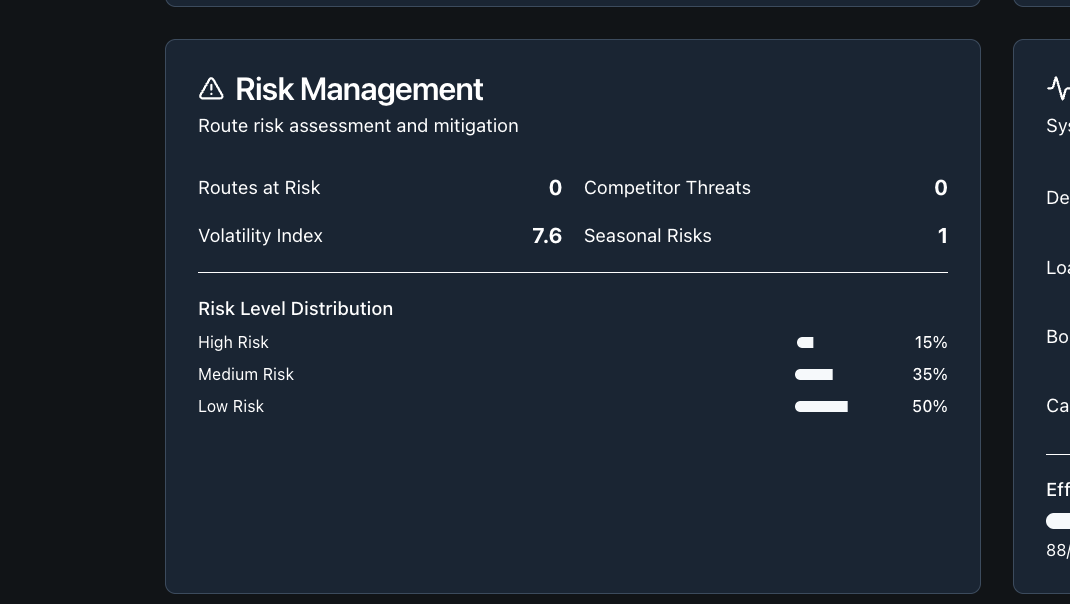 Risk Management
Route risk assessment and mitigation
Routes at Risk 0 Competitor Threats 0
Volatility Index 7.6 Seasonal Risks 1
Risk Level Distribution
High Risk 15%
Medium Risk 35%
Low Risk 50%
Sys
De
Loa
Bo
Ca
Eff
88/